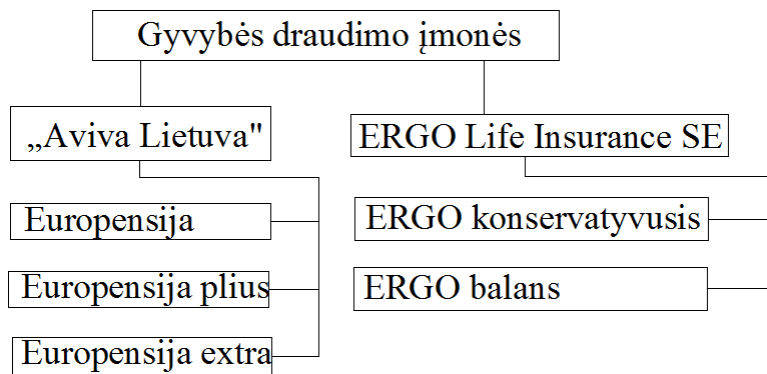 Gyvybės draudimo įmonės
„Aviva Lietuva"
ERGO Life Insurance SE
Europensija
ERGO konservatyvusis
Europensija plius
ERGO balans
Europensija extra